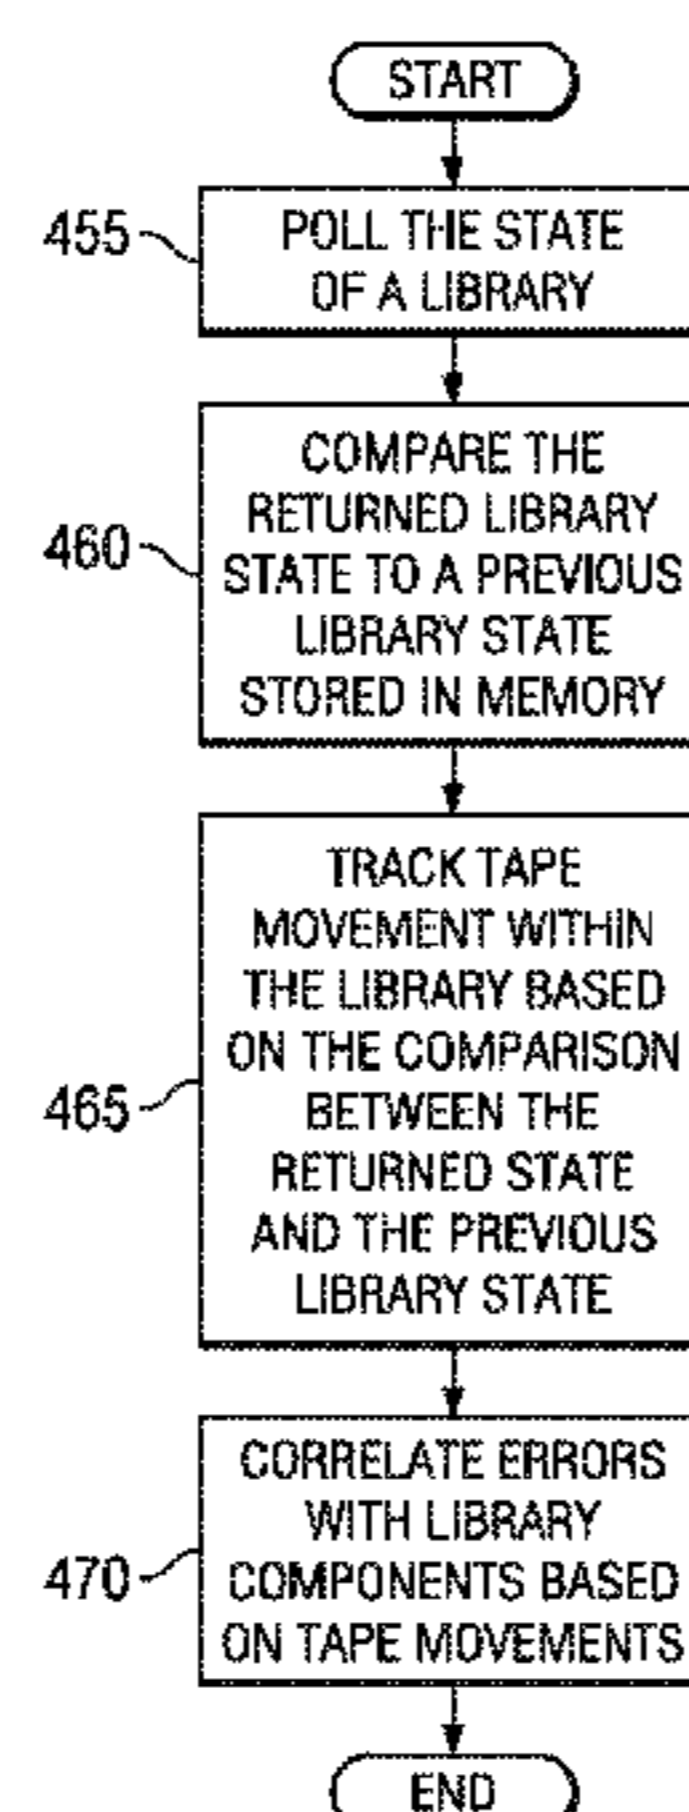 START
455
POLL THE STATE
OF A LIBRARY
460
COMPARE THE
RETURNED LIBRARY
STATE TO A PREVIOUS
LIBRARY STATE
STORED IN MEMORY
465
TRACK TAPE
MOVEMENT WITHIN
THE LIBRARY BASED
ON THE COMPARISON
BETWEEN THE
RETURNED STATE
AND THE PREVIOUS
LIBRARY STATE
470
CORRELATE ERRORS
WITH LIBRARY
COMPONENTS BASED
ON TAPE MOVEMENTS
END